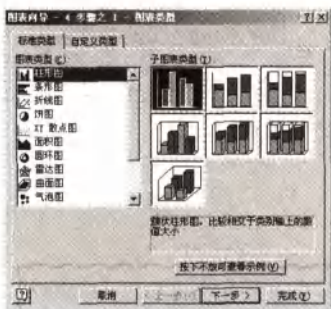 图表向导 - 4 步骤之 1 - 图表类型
标准类型 自定义类型
图表类型(C)
子图表类型(T)
柱形图
条形图
折线图
饼图
XY 散点图
面积图
圆环图
雷达图
曲面图
气泡图
簇状柱形图。比较相交于类别轴上的数
值大小
按下不放可查看示例(V)
取消
下一步 >
完成(F)